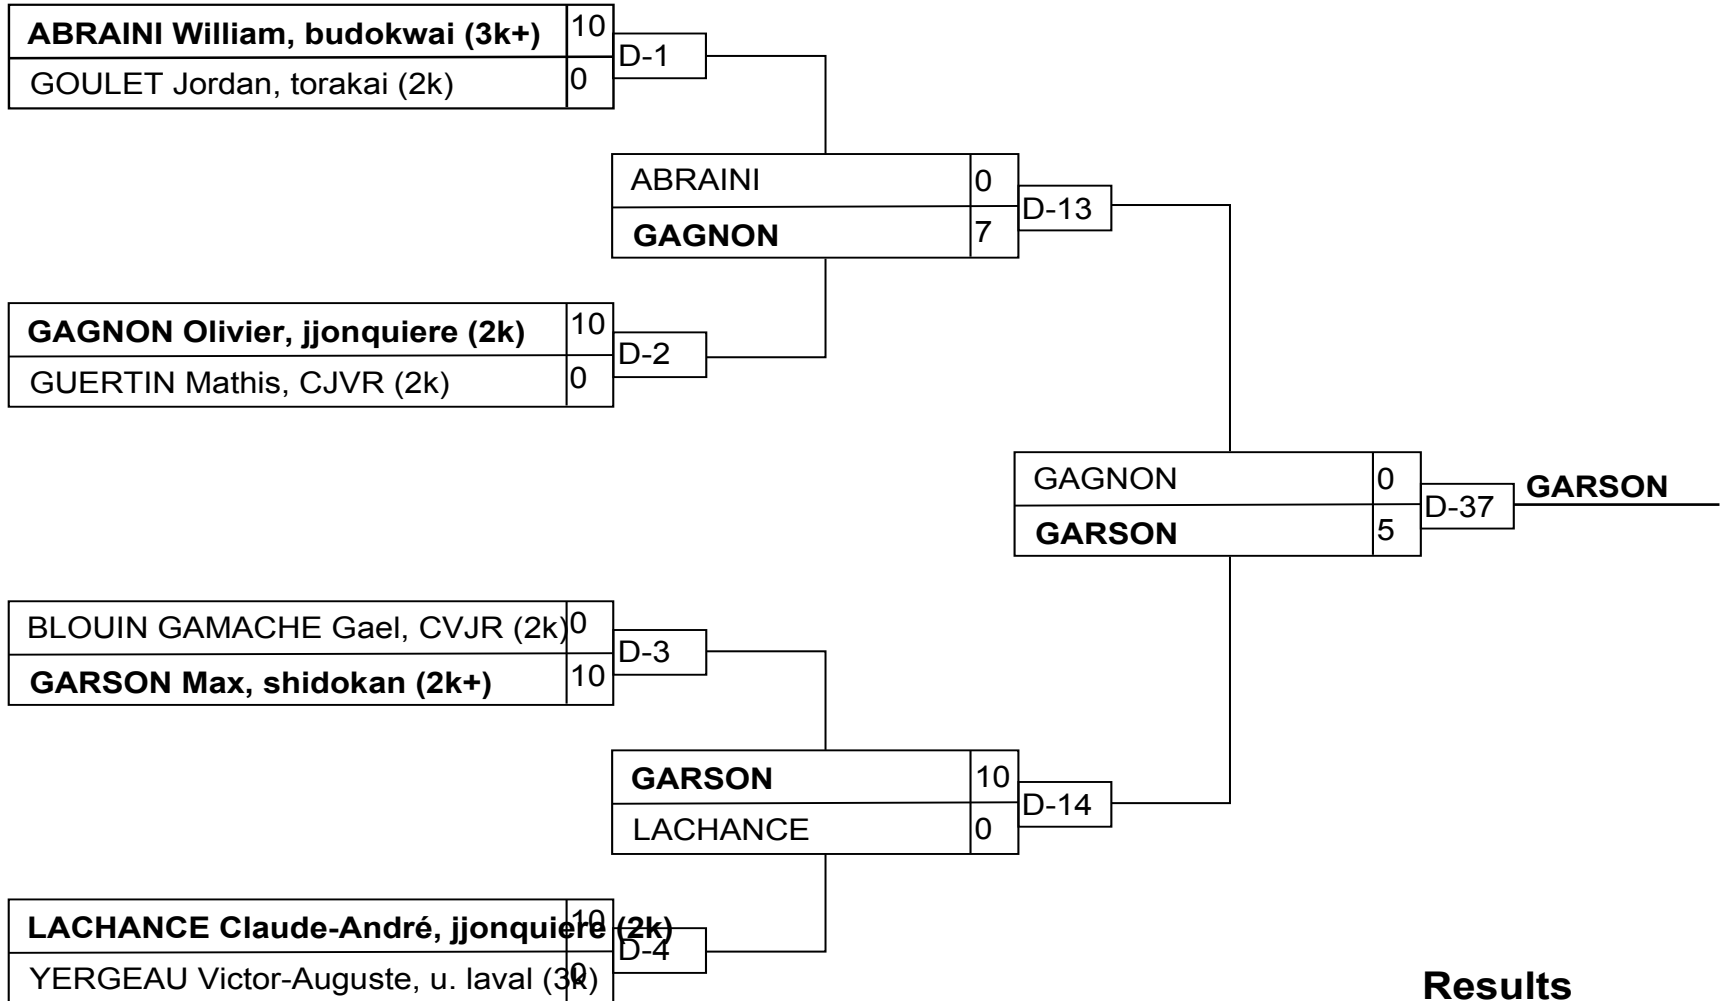 ABRAINI William, budokwai (3k+) 10
D-1
GOULET Jordan, torakai (2k) 0
ABRAINI 0
D-13
GAGNON 7
GAGNON Olivier, jjonquiere (2k) 10
D-2
GUERTIN Mathis, CJVR (2k) 0
GAGNON 0
D-37
GARSON
GARSON 5
BLOUIN GAMACHE Gael, CVJR (2k) 0
D-3
GARSON Max, shidokan (2k+) 10
GARSON 10
D-14
LACHANCE 0
LACHANCE Claude-André, jjonquiere (2k) 10
D-4
YERGEAU Victor-Auguste, u. laval (3k) 0
Results